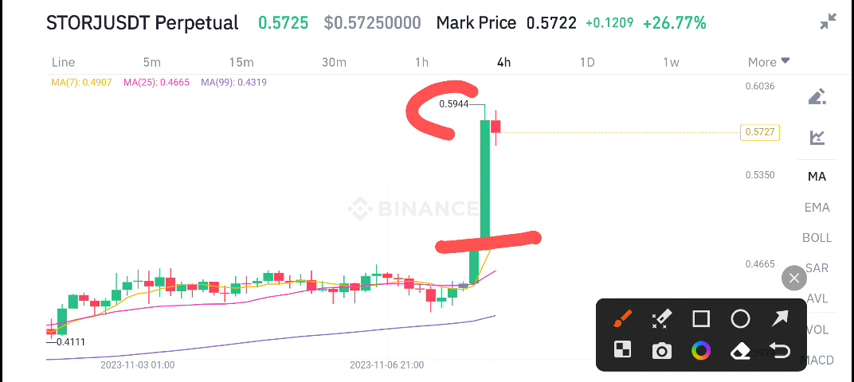 STORJUSDT Perpetual 0.5725 $0.57250000 Mark Price 0.5722 +0.1209 +26.77%
Line 5m 15m 30m 1h 4h 1D 1w More
MA(7): 0.4907 MA(25): 0.4665 MA(99): 0.4319
0.6036
0.5944
0.5727
0.5350
MA
EMA
BINANCE
BOLL
0.4665
SAR
AVL
VOL
0.4111
MACD
2023-11-03 01:00 2023-11-06 21:00